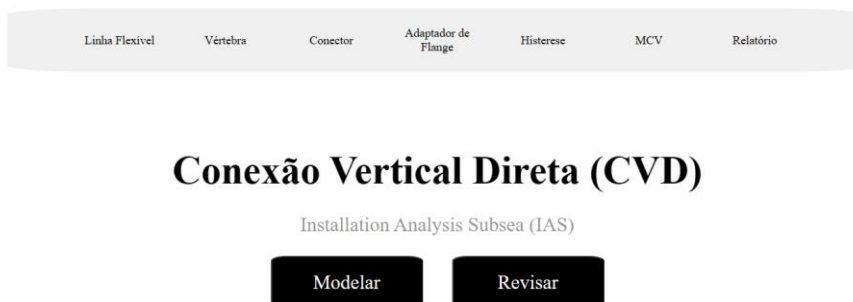 Linha Flexivel
Vértebra
Conector
Adaptador de
Flange
Histerese
MCV
Relatório
Conexão Vertical Direta (CVD)
Installation Analysis Subsea (IAS)
Modelar
Revisar